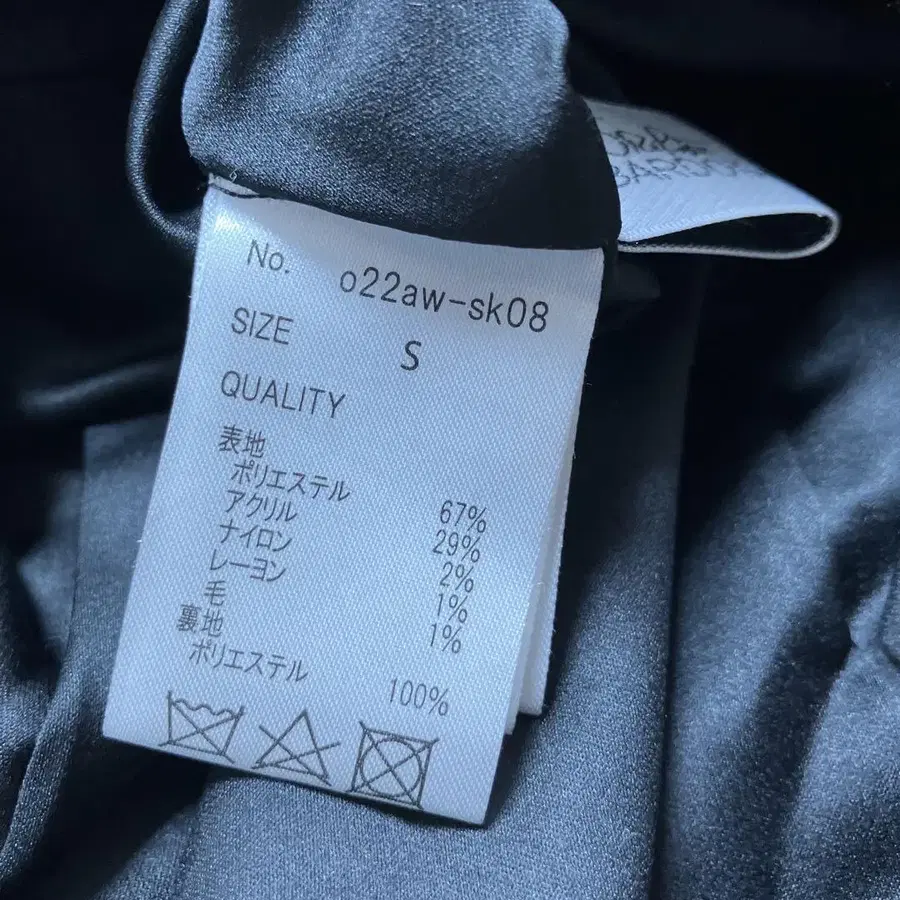 No. o22aw-sk08
SIZE S
QUALITY
表地
ポリエステル 67%
アクリル 29%
ナイロン 2%
レーヨン 1%
毛 1%
裏地
ポリエステル 100%